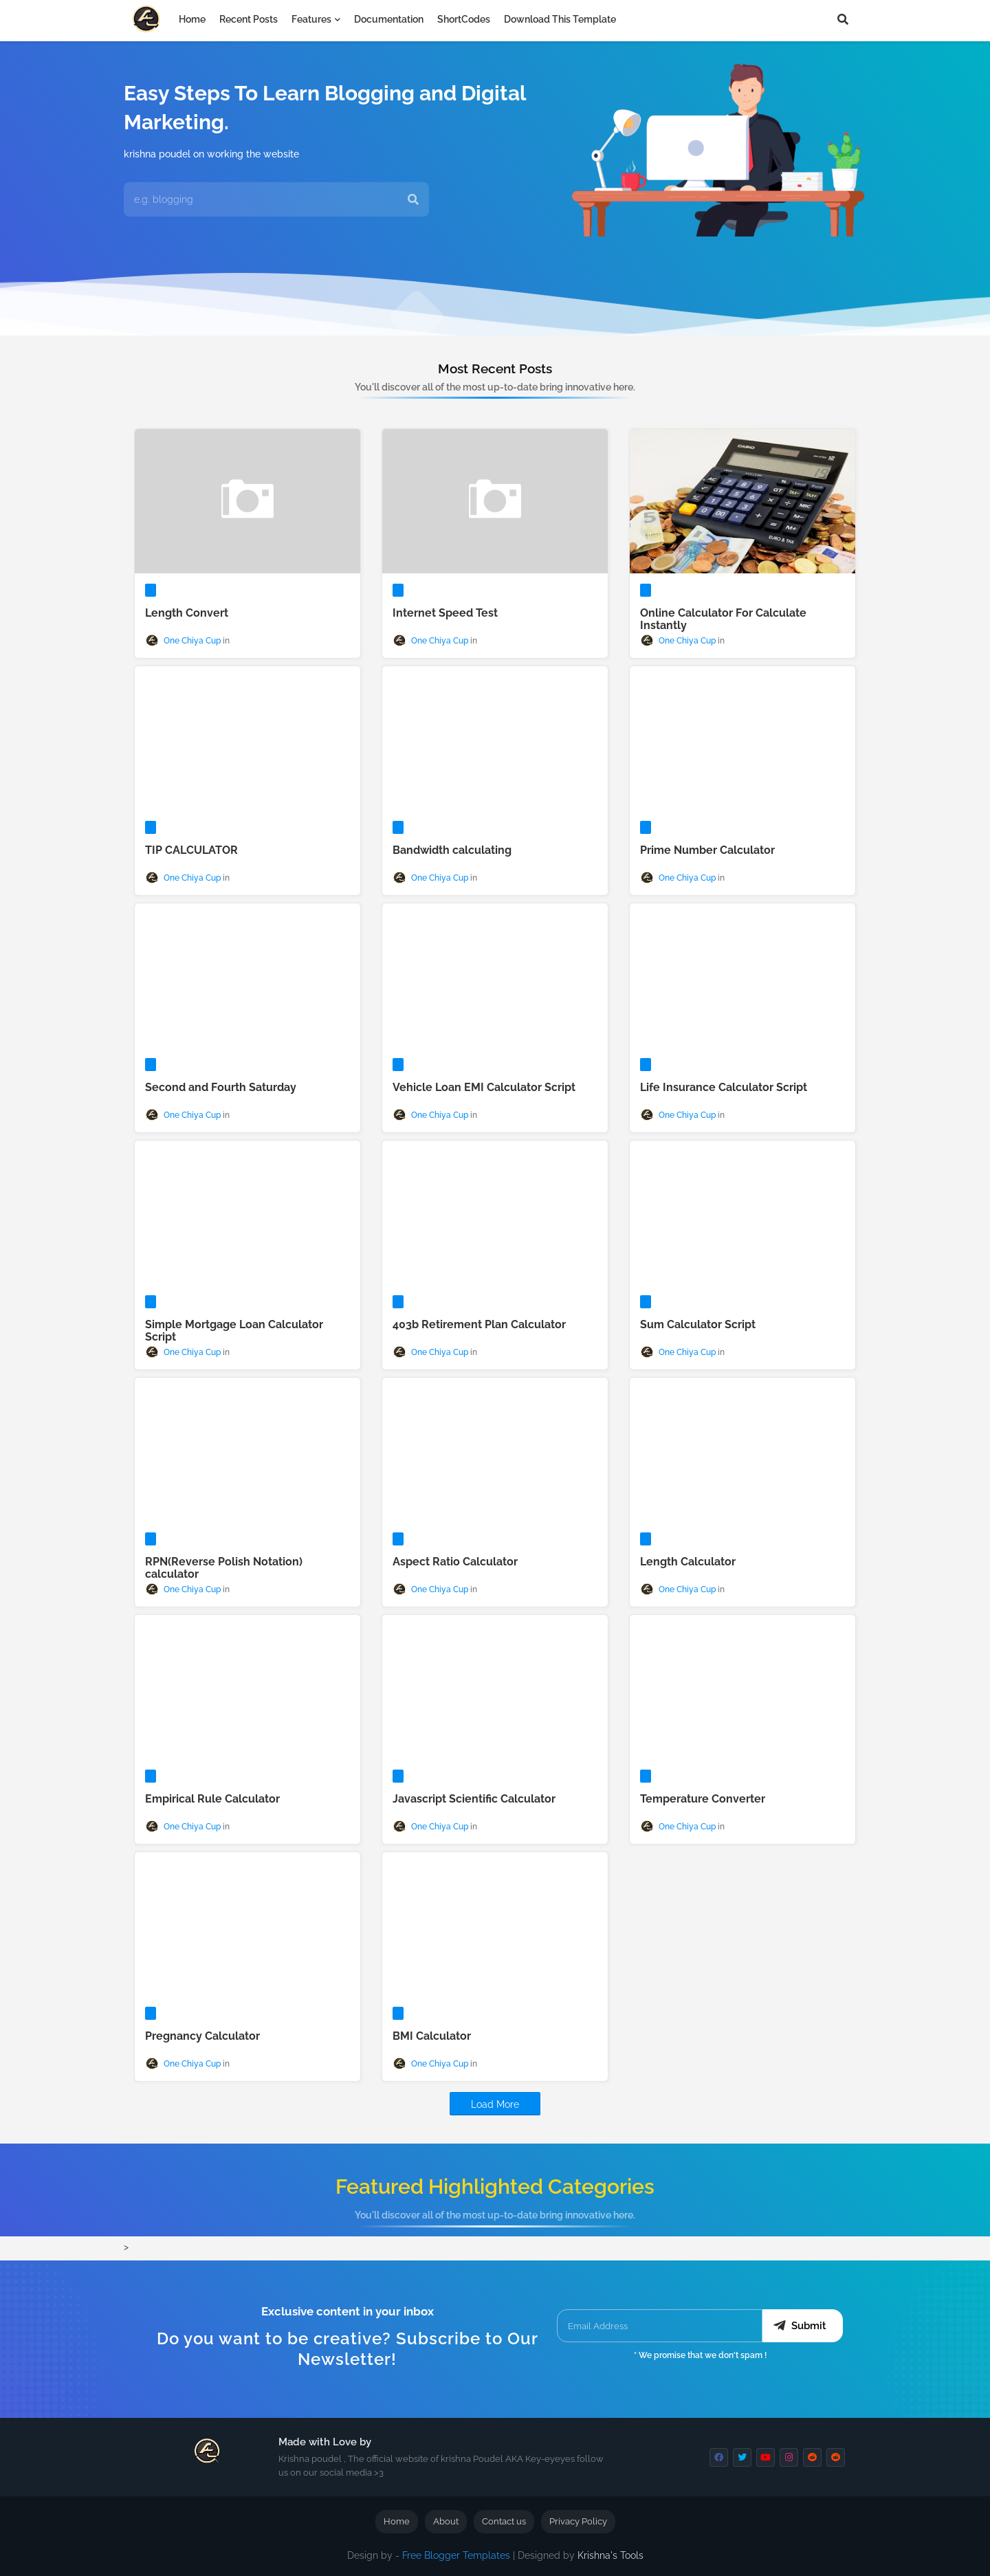 Home Recent Posts Features Documentation ShortCodes Download This Template
Easy Steps To Learn Blogging and Digital
Marketing.
krishna poudel on working the website
e.g. blogging
Most Recent Posts
You'll discover all of the most up-to-date bring innovative here.
Length Convert
One Chiya Cup in
Internet Speed Test
One Chiya Cup in
Online Calculator For Calculate
Instantly
One Chiya Cup in
TIP CALCULATOR
One Chiya Cup in
Bandwidth calculating
One Chiya Cup in
Prime Number Calculator
One Chiya Cup in
Second and Fourth Saturday
One Chiya Cup in
Vehicle Loan EMI Calculator Script
One Chiya Cup in
Life Insurance Calculator Script
One Chiya Cup in
Simple Mortgage Loan Calculator
Script
One Chiya Cup in
403b Retirement Plan Calculator
One Chiya Cup in
Sum Calculator Script
One Chiya Cup in
RPN(Reverse Polish Notation)
calculator
One Chiya Cup in
Aspect Ratio Calculator
One Chiya Cup in
Length Calculator
One Chiya Cup in
Empirical Rule Calculator
One Chiya Cup in
Javascript Scientific Calculator
One Chiya Cup in
Temperature Converter
One Chiya Cup in
Pregnancy Calculator
One Chiya Cup in
BMI Calculator
One Chiya Cup in
Load More
Featured Highlighted Categories
You'll discover all of the most up-to-date bring innovative here.
>
Exclusive content in your inbox
Do you want to be creative? Subscribe to Our
Newsletter!
Email Address
Submit
* We promise that we don't spam !
Made with Love by
Krishna poudel , The official website of krishna Poudel AKA Key-eyeyes follow
us on our social media >3
Home About Contact us Privacy Policy
Design by - Free Blogger Templates | Designed by Krishna's Tools